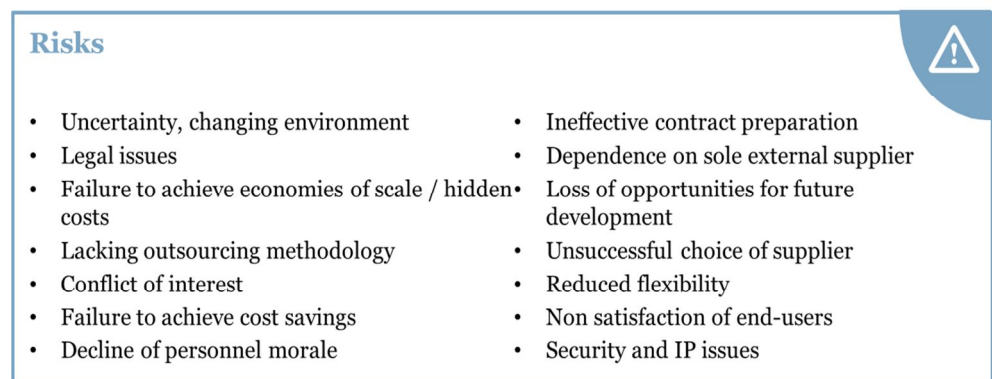 Risks
• Uncertainty, changing environment
• Legal issues
• Failure to achieve economies of scale / hidden
costs
• Lacking outsourcing methodology
• Conflict of interest
• Failure to achieve cost savings
• Decline of personnel morale
• Ineffective contract preparation
• Dependence on sole external supplier
• Loss of opportunities for future
development
• Unsuccessful choice of supplier
• Reduced flexibility
• Non satisfaction of end-users
• Security and IP issues